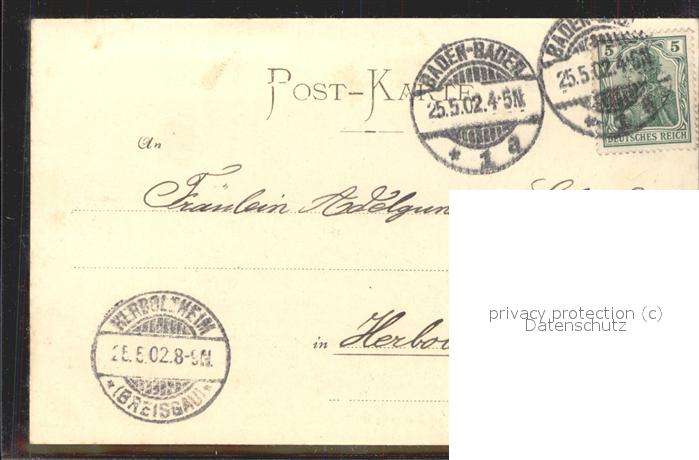 POST-KARTE
BADEN-BADEN
25.5.02.4-5N.
* 1 a
BADEN-BADEN
25.5.02.4-5N
5 5
DEUTSCHES REICH
An
Fräulein Adelgun
privacy protection (c)
Datenschutz
HERBOLZHEIM
25.5.02.8-9N.
*(BREISGAU)*
in Herbo